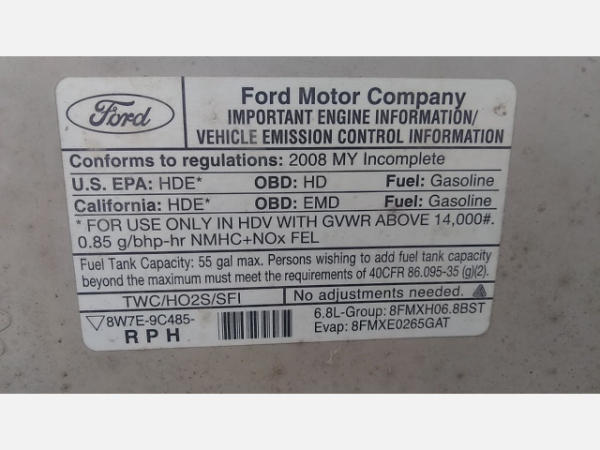 Ford
Ford Motor Company
IMPORTANT ENGINE INFORMATION/
VEHICLE EMISSION CONTROL INFORMATION
Conforms to regulations: 2008 MY Incomplete
U.S. EPA: HDE* OBD: HD Fuel: Gasoline
California: HDE* OBD: EMD Fuel: Gasoline
* FOR USE ONLY IN HDV WITH GVWR ABOVE 14,000#.
0.85 g/bhp-hr NMHC+NOx FEL
Fuel Tank Capacity: 55 gal max. Persons wishing to add fuel tank capacity
beyond the maximum must meet the requirements of 40CFR 86.095-35 (g)(2).
TWC/HO2S/SFI No adjustments needed.
8W7E-9C485-
RPH
6.8L-Group: 8FMXH06.8BST
Evap: 8FMXE0265GAT